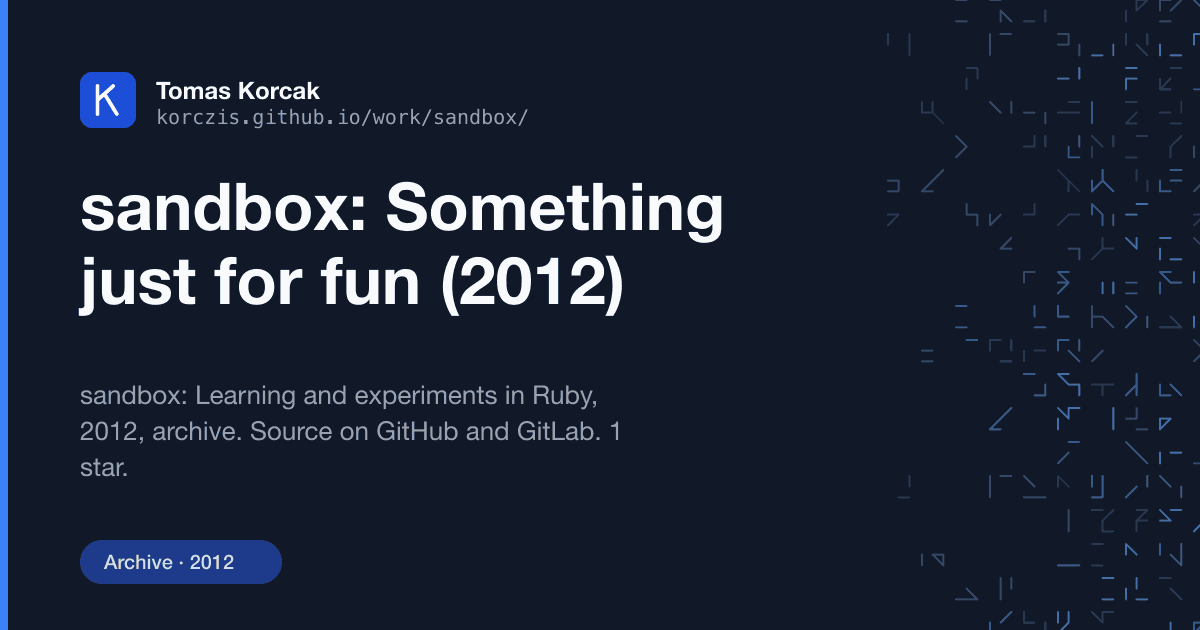 K
Tomas Korcak
korczis.github.io/work/sandbox/
sandbox: Something
just for fun (2012)
sandbox: Learning and experiments in Ruby,
2012, archive. Source on GitHub and GitLab. 1
star.
Archive · 2012